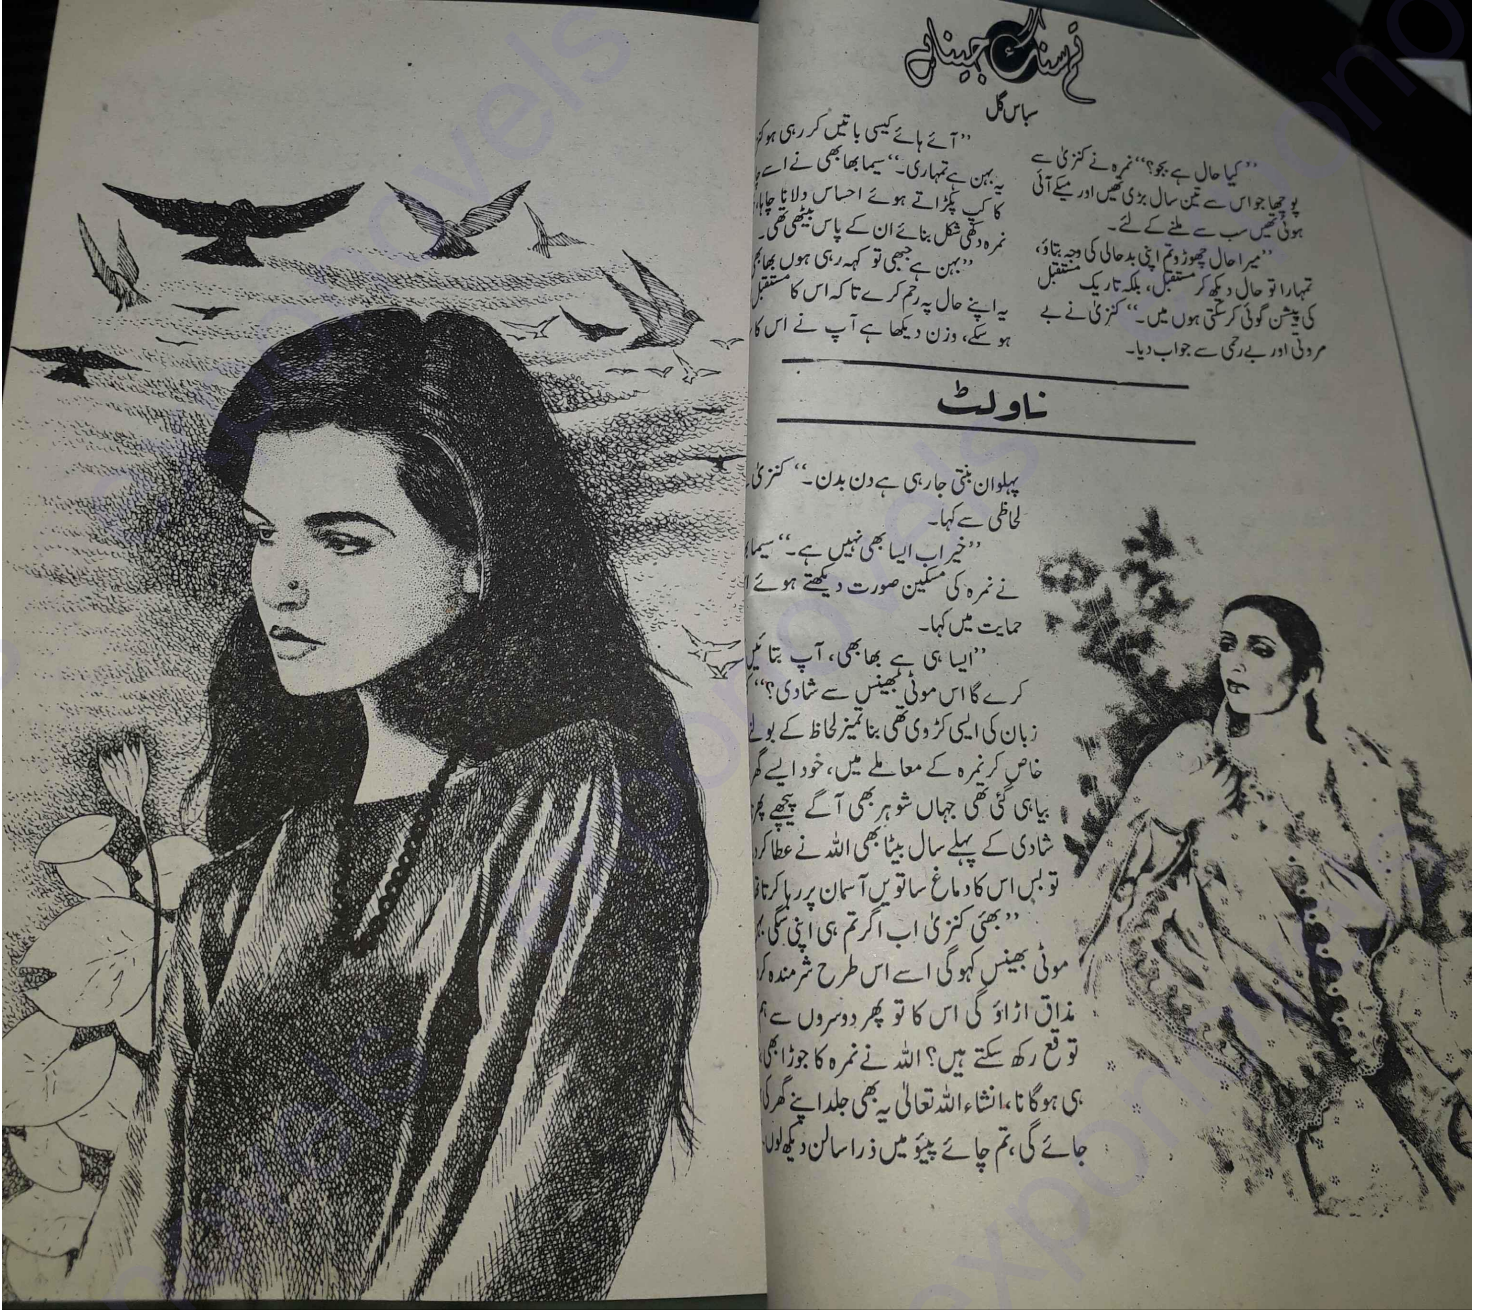 تم سنگ جینا ہے
سباس گل
’’کیا حال ہے بجو؟‘‘ نمرہ نے کنزیٰ سے
پوچھا جو اس سے تین سال بڑی تھیں اور میکے آئی
ہوئی تھیں سب سے ملنے کے لئے۔
’’میرا حال چھوڑو تم اپنی بدحالی کی وجہ بتاؤ،
تمہارا تو حال دیکھ کر مستقبل، بلکہ تاریک مستقبل
کی پیشن گوئی کر سکتی ہوں میں۔‘‘ کنزیٰ نے بے
مروتی اور بے رحمی سے جواب دیا۔
’’آئے ہائے کیسی باتیں کر رہی ہو
یہ بہن ہے تمہاری۔‘‘ سیما بھابھی نے اسے
کا کپ پکڑاتے ہوئے احساس دلانا چاہا،
نمرہ دکھی شکل بنائے ان کے پاس بیٹھی تھی۔
’’بہن ہے جبھی تو کہہ رہی ہوں
یہ اپنے حال پہ رحم کرے تاکہ اس کا مستقبل
ہو سکے، وزن دیکھا ہے آپ نے اس کا
ناولٹ
پہلوان بنتی جا رہی ہے دن بدن۔‘‘ کنزیٰ
لحاظی سے کہا۔
’’خیر اب ایسا بھی نہیں ہے۔‘‘ سیما
نے نمرہ کی مسکین صورت دیکھتے ہوئے
حمایت میں کہا۔
’’ایسا ہی ہے بھابھی، آپ بتائیں
کرے گا اس موٹی بھینس سے شادی؟‘‘
زبان کی ایسی کڑوی تھی بنا تمیز لحاظ کے
خاص کر نمرہ کے معاملے میں، خود ایسے
بیاہی گئی تھی جہاں شوہر بھی آگے پیچھے
شادی کے پہلے سال بیٹا بھی اللہ نے عطا
تو بس اس کا دماغ ساتویں آسمان پر رہا کرتا
’’بھئی کنزیٰ اب اگر تم ہی اپنی سگی
موٹی بھینس کہو گی اسے اس طرح شرمندہ
مذاق اڑاؤ گی اس کا تو پھر دوسروں سے
توقع رکھ سکتے ہیں؟ اللہ نے نمرہ کا جوڑا بھی
ہی ہوگا نا، انشاء اللہ تعالٰی یہ بھی جلد اپنے گھر کی
جائے گی، تم چائے پیئو میں ذرا سالن دیکھ لوں